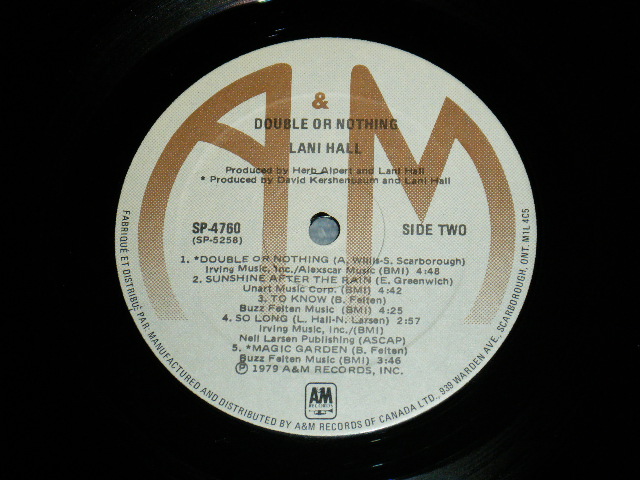 A&M
DOUBLE OR NOTHING
LANI HALL
Produced by Herb Alpert and Lani Hall
* Produced by David Kershenbaum and Lani Hall
SP-4760
(SP-5258)
SIDE TWO
1. *DOUBLE OR NOTHING (A. Willis-S. Scarborough)
Irving Music, Inc./Alexscar Music (BMI) 4:48
2. SUNSHINE AFTER THE RAIN (E. Greenwich)
Unart Music Corp. (BMI) 4:42
3. TO KNOW (B. Feiten)
Buzz Feiten Music (BMI) 4:25
4. SO LONG (L. Hall-N. Larsen) 2:57
Irving Music, Inc./(BMI)
Neil Larsen Publishing (ASCAP)
5. *MAGIC GARDEN (B. Feiten)
Buzz Feiten Music (BMI) 3:46
Ⓟ 1979 A&M RECORDS, INC.
A&M
RECORDS
FABRIQUÉ ET DISTRIBUÉ PAR·MANUFACTURED AND DISTRIBUTED BY A&M RECORDS OF CANADA LTD., 939 WARDEN AVE., SCARBOROUGH, ONT. M1L 4C5